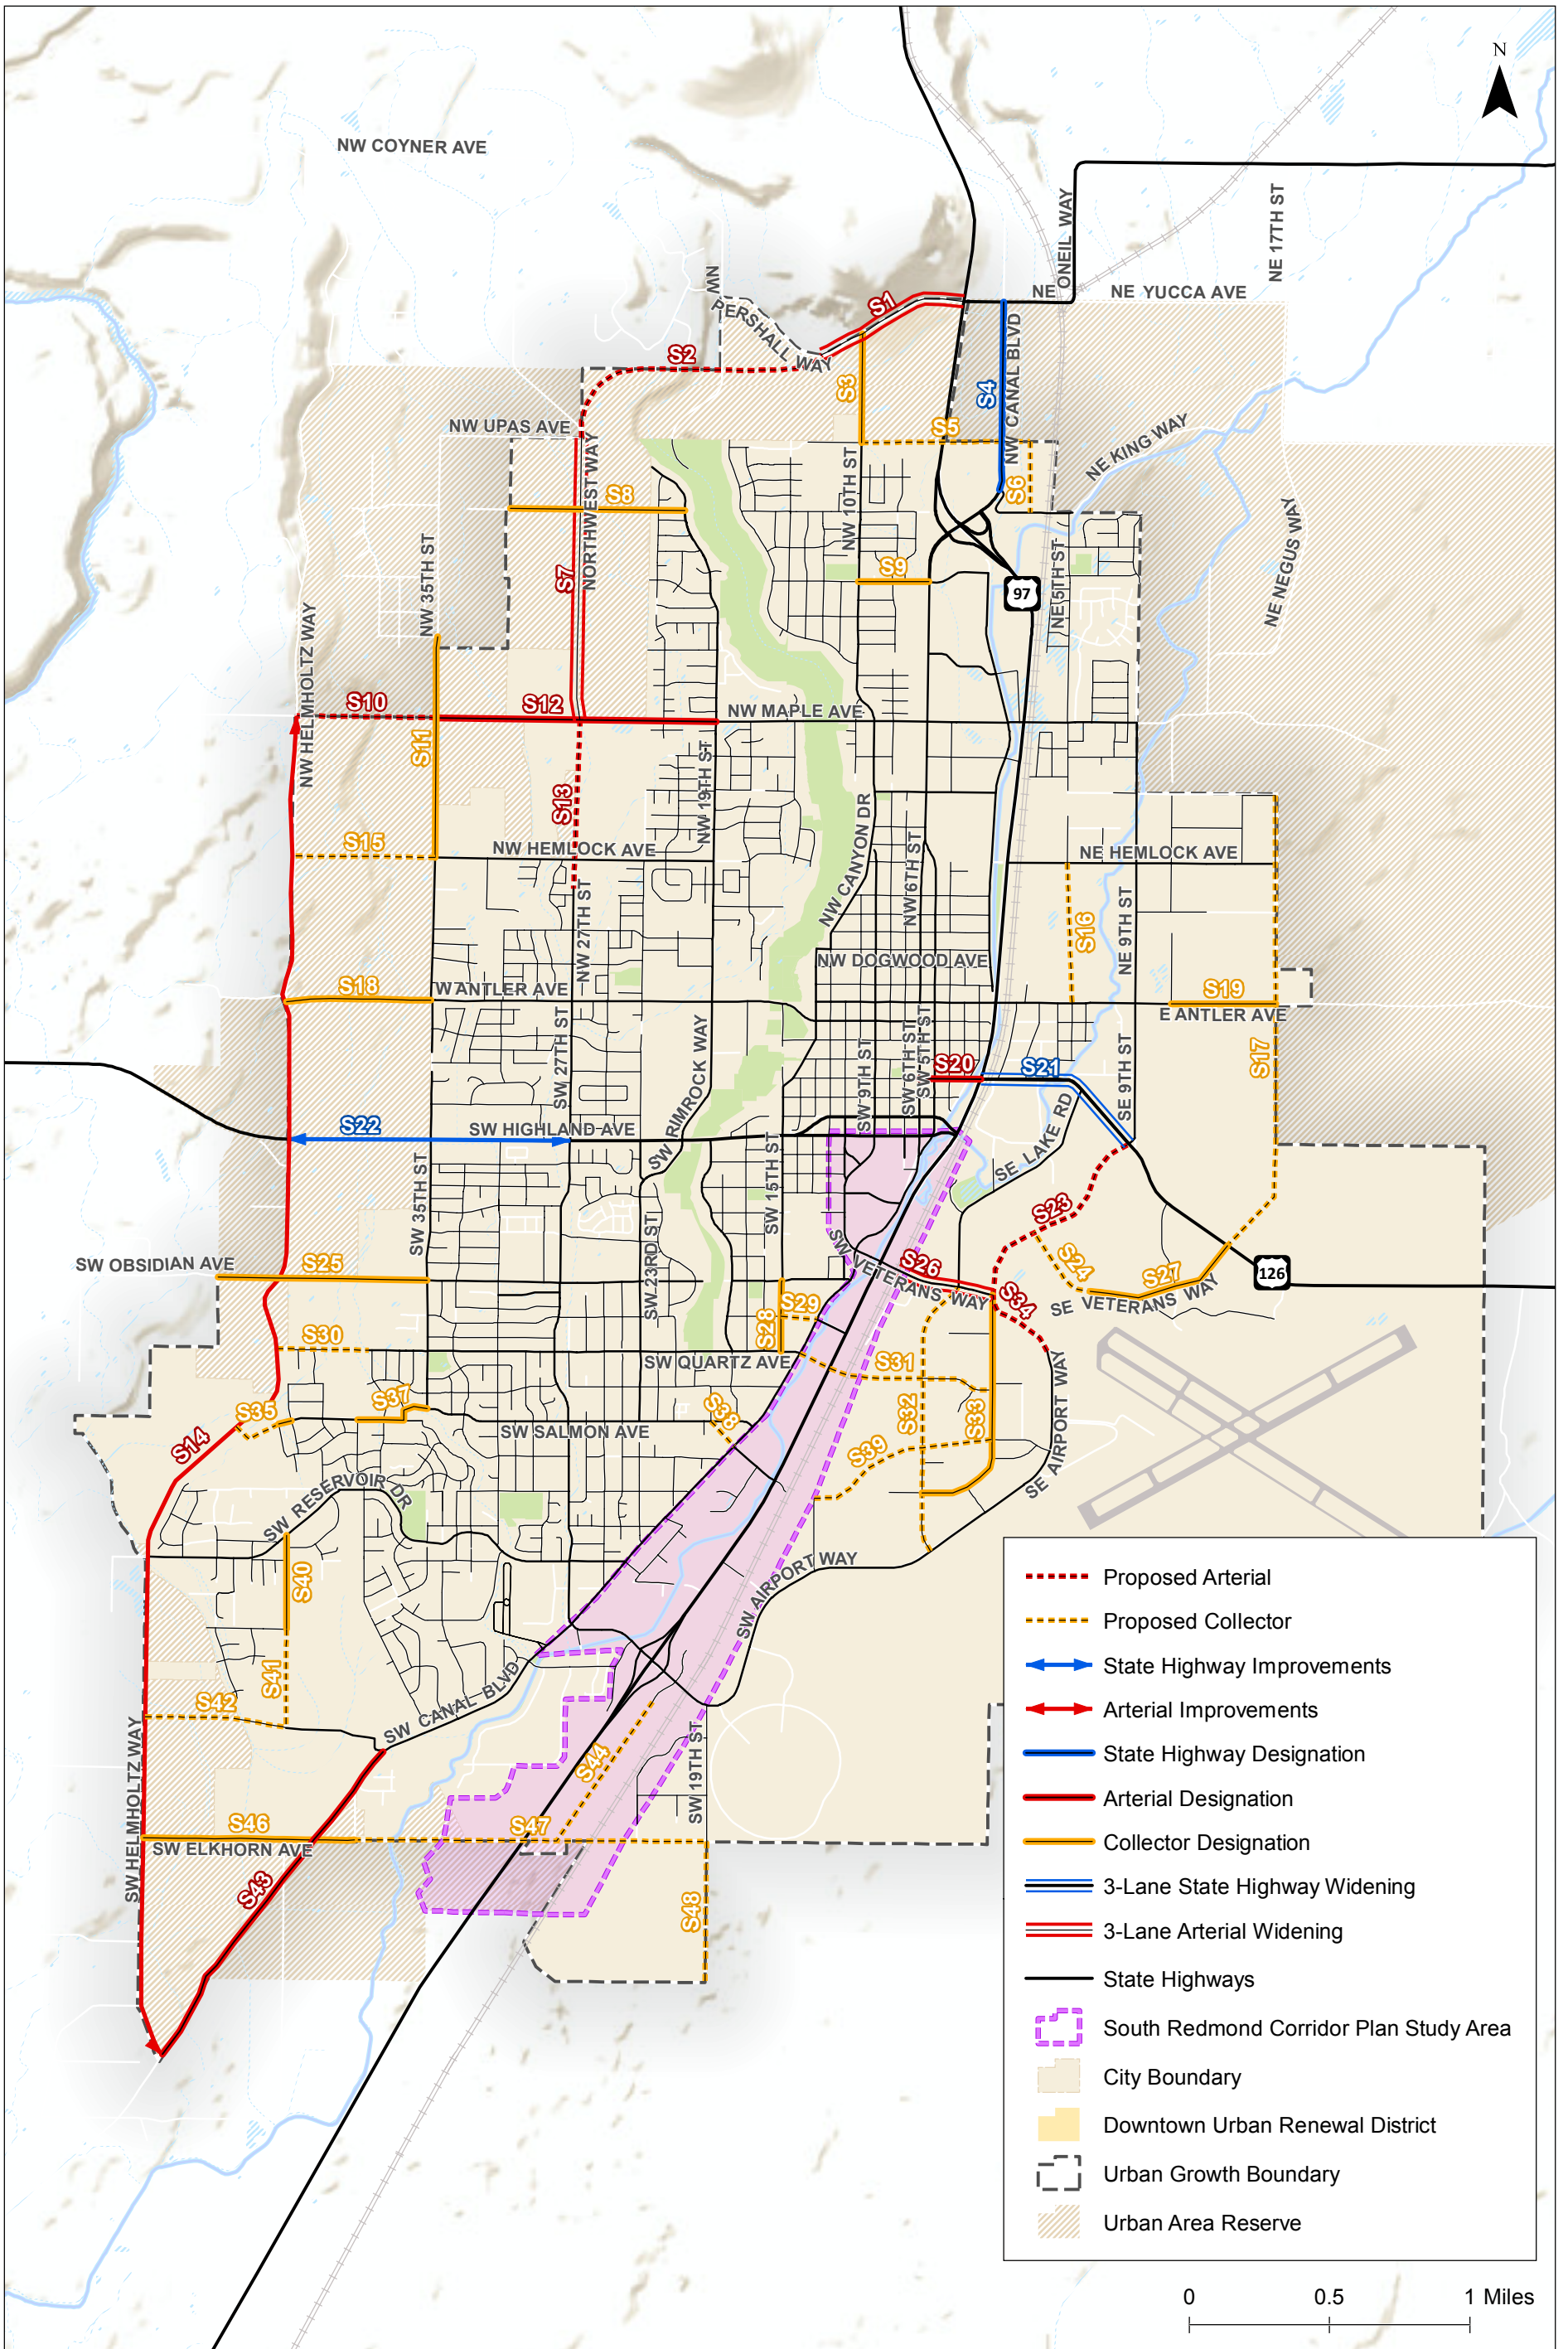 N
NW COYNER AVE
NE ONEIL WAY
NE 17TH ST
NE YUCCA AVE
NW PERSHALL WAY
S1
S2
S3
S4
NW CANAL BLVD
NW UPAS AVE
S5
NE KING WAY
NORTHWEST WAY
NW 10TH ST
S6
S8
NW 35TH ST
S7
S9
97
NE 5TH ST
NE NEGUS WAY
NW HELMHOLTZ WAY
S10
S12
NW MAPLE AVE
S11
S13
NW 19TH ST
NW CANYON DR
NW 6TH ST
S15
NW HEMLOCK AVE
NE HEMLOCK AVE
NW 27TH ST
S16
NE 9TH ST
NW DOGWOOD AVE
S18
W ANTLER AVE
S19
E ANTLER AVE
SW 27TH ST
SW RIMROCK WAY
SW 9TH ST
SW 6TH ST
SW 5TH ST
S20
S21
SE 9TH ST
S17
S22
SW HIGHLAND AVE
SE LAKE RD
SW 35TH ST
SW 15TH ST
S23
SW 23RD ST
SW OBSIDIAN AVE
S25
SW VETERANS WAY
S26
S24
S27
126
S34
SE VETERANS WAY
S28
S29
S30
SW QUARTZ AVE
S31
S37
S35
S38
S32
S33
SE AIRPORT WAY
S14
SW SALMON AVE
S39
SW RESERVOIR DR
S40
SW AIRPORT WAY
S41
S42
SW CANAL BLVD
SW HELMHOLTZ WAY
S44
SW 19TH ST
S46
S47
SW ELKHORN AVE
S43
S48
Proposed Arterial
Proposed Collector
State Highway Improvements
Arterial Improvements
State Highway Designation
Arterial Designation
Collector Designation
3-Lane State Highway Widening
3-Lane Arterial Widening
State Highways
South Redmond Corridor Plan Study Area
City Boundary
Downtown Urban Renewal District
Urban Growth Boundary
Urban Area Reserve
0 0.5 1 Miles